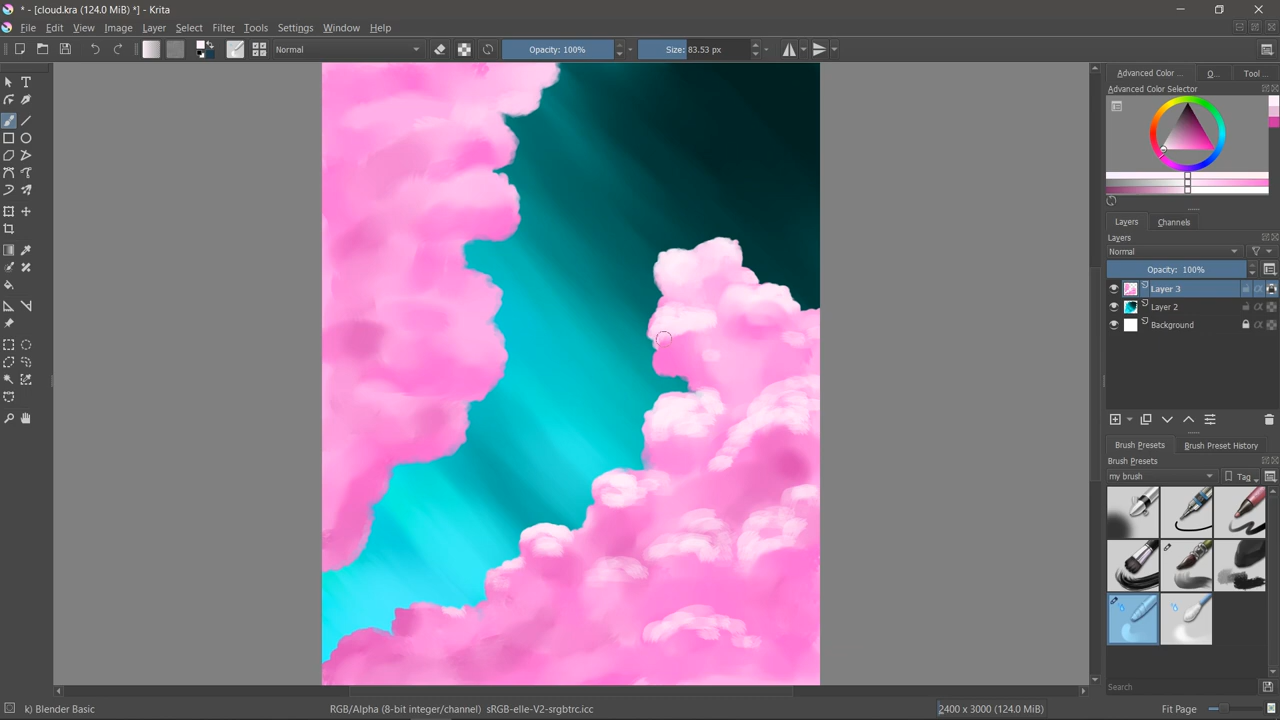 * - [cloud.kra (124.0 MiB) *] - Krita
File Edit View Image Layer Select Filter Tools Settings Window Help
Normal Opacity: 100% Size: 83.53 px
Advanced Color ... O... Tool ...
Advanced Color Selector
Layers Channels
Layers
Normal
Opacity: 100%
Layer 3
Layer 2
Background
Brush Presets Brush Preset History
Brush Presets
my brush Tag
Search
k) Blender Basic RGB/Alpha (8-bit integer/channel) sRGB-elle-V2-srgbtrc.icc 2400 x 3000 (124.0 MiB) Fit Page